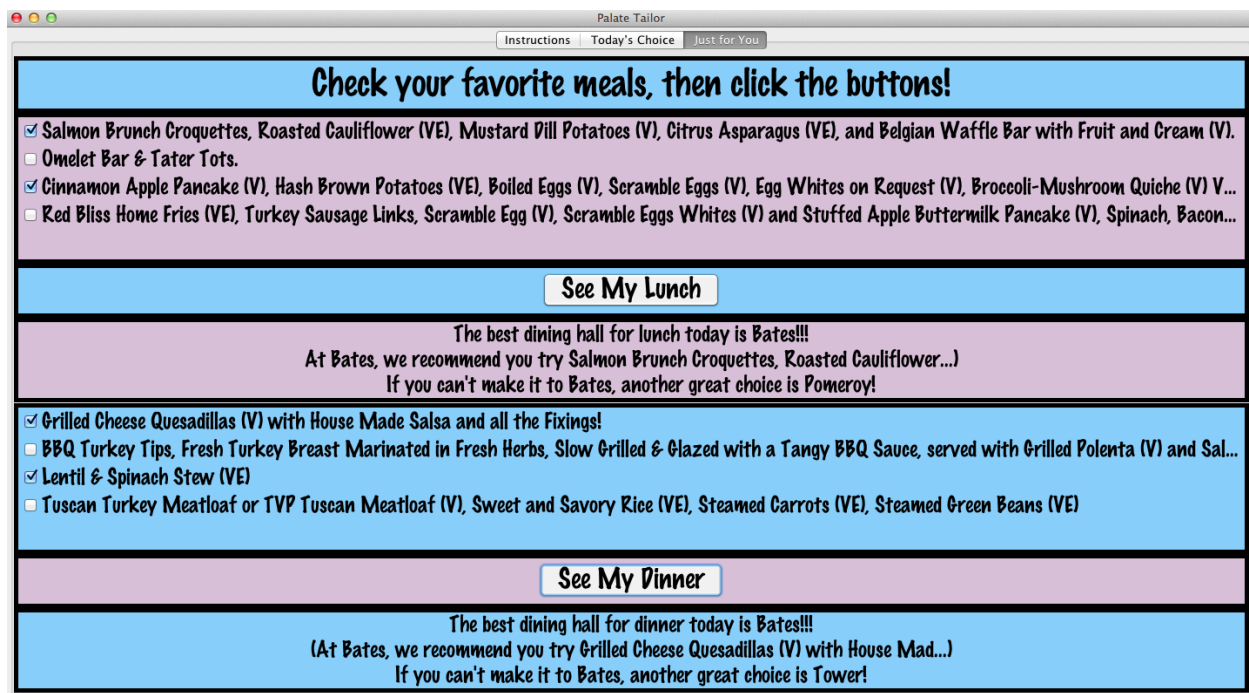 Palate Tailor
Instructions Today's Choice Just for You
Check your favorite meals, then click the buttons!
Salmon Brunch Croquettes, Roasted Cauliflower (VE), Mustard Dill Potatoes (V), Citrus Asparagus (VE), and Belgian Waffle Bar with Fruit and Cream (V).
Omelet Bar & Tater Tots.
Cinnamon Apple Pancake (V), Hash Brown Potatoes (VE), Boiled Eggs (V), Scramble Eggs (V), Egg Whites on Request (V), Broccoli-Mushroom Quiche (V) V...
Red Bliss Home Fries (VE), Turkey Sausage Links, Scramble Egg (V), Scramble Eggs Whites (V) and Stuffed Apple Buttermilk Pancake (V), Spinach, Bacon...
See My Lunch
The best dining hall for lunch today is Bates!!!
At Bates, we recommend you try Salmon Brunch Croquettes, Roasted Cauliflower...)
If you can't make it to Bates, another great choice is Pomeroy!
Grilled Cheese Quesadillas (V) with House Made Salsa and all the Fixings!
BBQ Turkey Tips, Fresh Turkey Breast Marinated in Fresh Herbs, Slow Grilled & Glazed with a Tangy BBQ Sauce, served with Grilled Polenta (V) and Sal...
Lentil & Spinach Stew (VE)
Tuscan Turkey Meatloaf or TVP Tuscan Meatloaf (V), Sweet and Savory Rice (VE), Steamed Carrots (VE), Steamed Green Beans (VE)
See My Dinner
The best dining hall for dinner today is Bates!!!
(At Bates, we recommend you try Grilled Cheese Quesadillas (V) with House Mad...)
If you can't make it to Bates, another great choice is Tower!